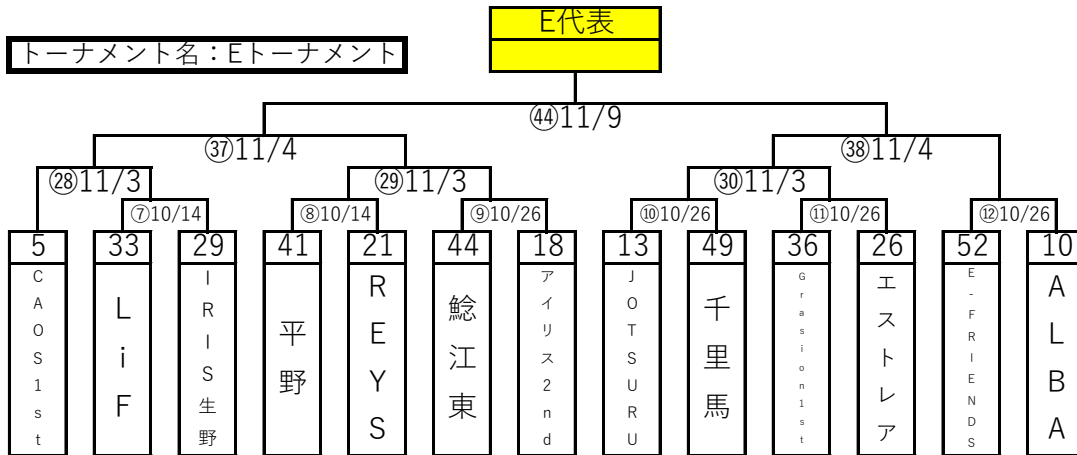 E代表
トーナメント名：Eトーナメント
㊹11/9
㊲11/4
㊳11/4
㉘11/3
㉙11/3
㉚11/3
⑦10/14
⑧10/14
⑨10/26
⑩10/26
⑪10/26
⑫10/26
5
33
29
41
21
44
18
13
49
36
26
52
10
CAOS1st
LiF
IRIS生野
平野
REYS
鯰江東
アイリス2nd
JOTSURU
千里馬
Grasion1st
エストレア
E-FRIENDS
ALBA